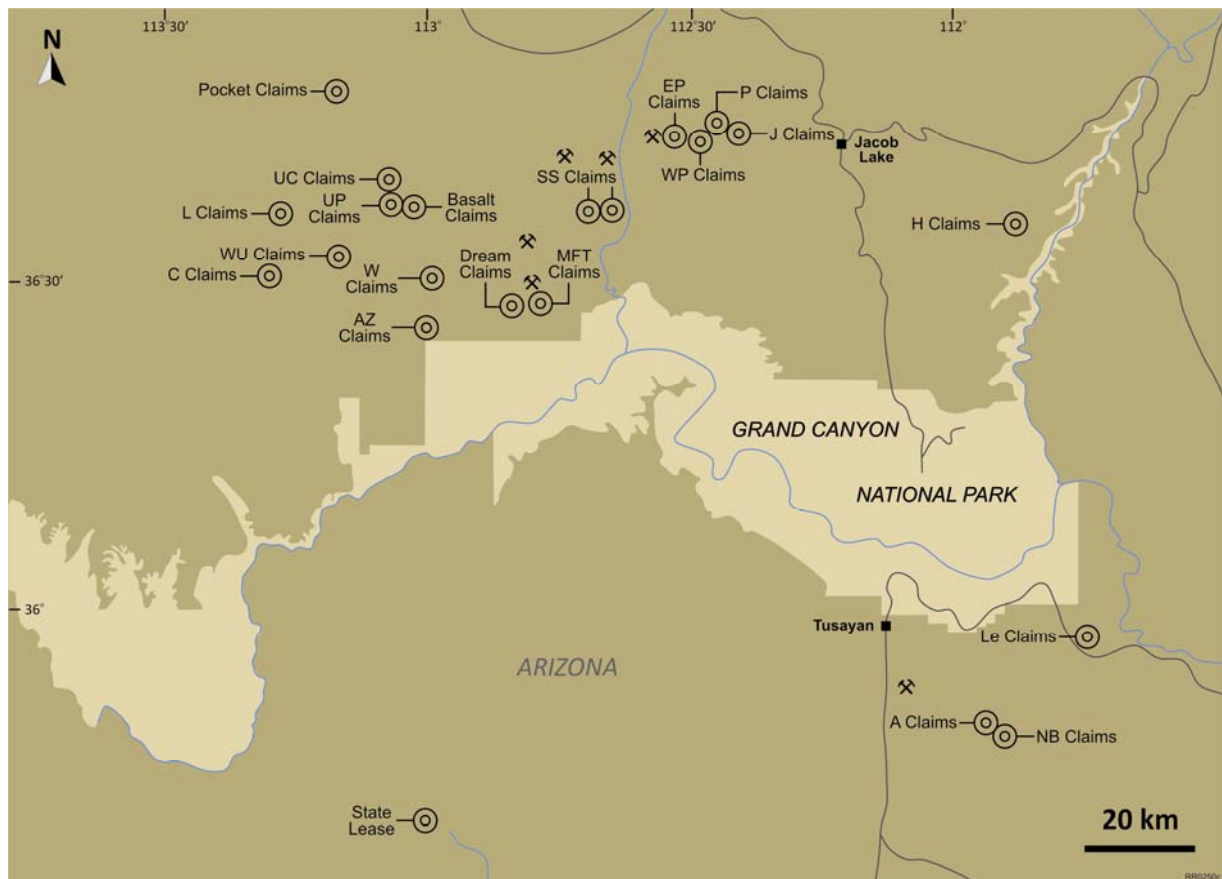 113°30'
113°
112°30'
112°
N
Pocket Claims
EP
Claims
P Claims
J Claims
WP Claims
Jacob
Lake
SS Claims
UC Claims
UP
Claims
Basalt
Claims
L Claims
H Claims
WU Claims
C Claims
W
Claims
Dream
Claims
MFT
Claims
36°30'
AZ
Claims
GRAND CANYON
NATIONAL PARK
36°
Tusayan
Le Claims
ARIZONA
A Claims
NB Claims
State
Lease
20 km
RR0250e